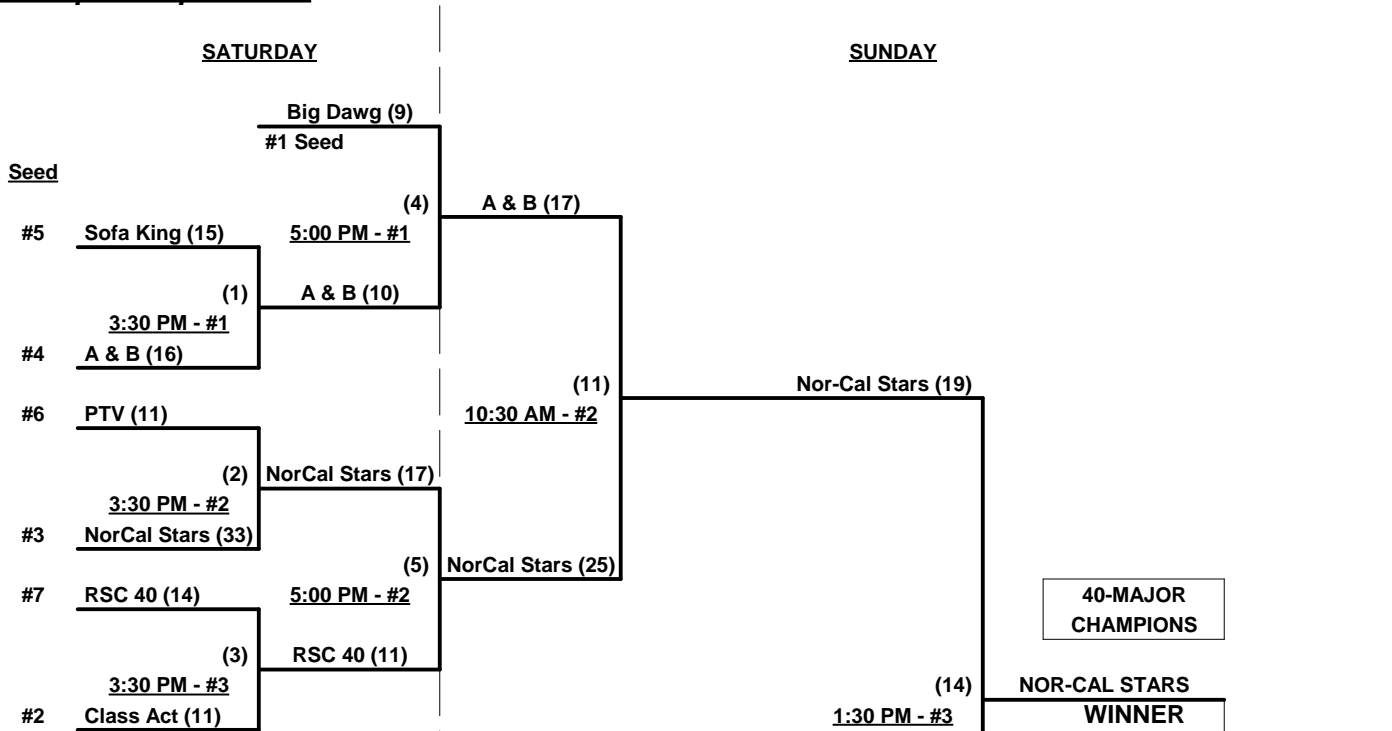 SATURDAY
SUNDAY
Big Dawg (9)
#1 Seed
Seed
(4)
A & B (17)
#5
Sofa King (15)
5:00 PM - #1
(1)
A & B (10)
3:30 PM - #1
#4
A & B (16)
(11)
Nor-Cal Stars (19)
#6
PTV (11)
10:30 AM - #2
(2)
NorCal Stars (17)
3:30 PM - #2
#3
NorCal Stars (33)
(5)
NorCal Stars (25)
#7
RSC 40 (14)
5:00 PM - #2
40-MAJOR
CHAMPIONS
(3)
RSC 40 (11)
3:30 PM - #3
(14)
NOR-CAL STARS
#2
Class Act (11)
1:30 PM - #3
WINNER